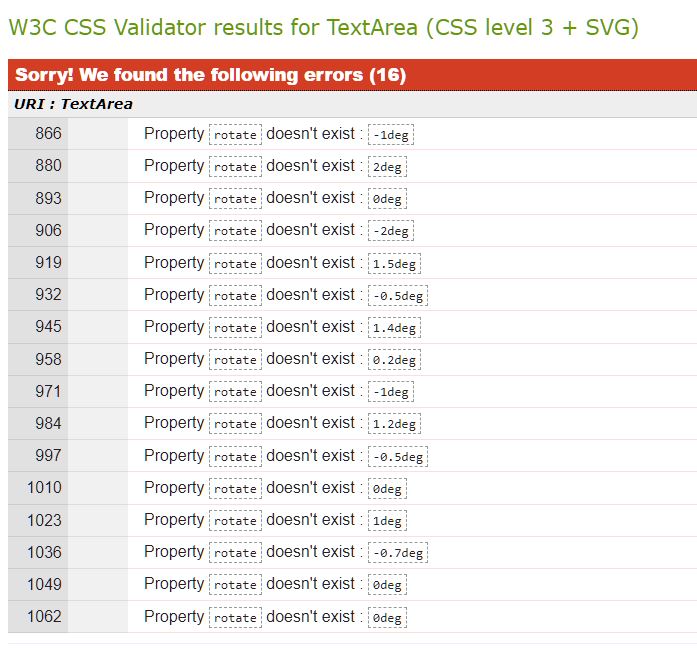 W3C CSS Validator results for TextArea (CSS level 3 + SVG)
Sorry! We found the following errors (16)
URI : TextArea
866 Property rotate doesn't exist : -1deg
880 Property rotate doesn't exist : 2deg
893 Property rotate doesn't exist : 0deg
906 Property rotate doesn't exist : -2deg
919 Property rotate doesn't exist : 1.5deg
932 Property rotate doesn't exist : -0.5deg
945 Property rotate doesn't exist : 1.4deg
958 Property rotate doesn't exist : 0.2deg
971 Property rotate doesn't exist : -1deg
984 Property rotate doesn't exist : 1.2deg
997 Property rotate doesn't exist : -0.5deg
1010 Property rotate doesn't exist : 0deg
1023 Property rotate doesn't exist : 1deg
1036 Property rotate doesn't exist : -0.7deg
1049 Property rotate doesn't exist : 0deg
1062 Property rotate doesn't exist : 0deg